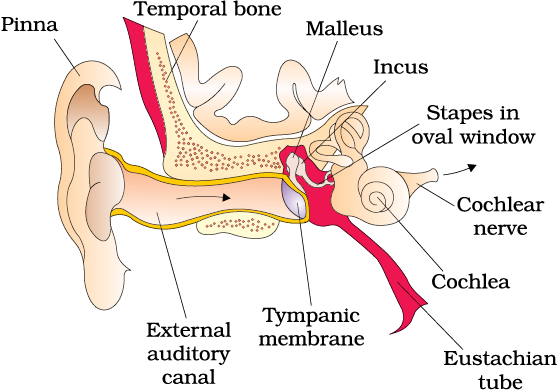 Temporal bone
Pinna
Malleus
Incus
Stapes in
oval window
Cochlear
nerve
Cochlea
Tympanic
membrane
External
auditory
canal
Eustachian
tube